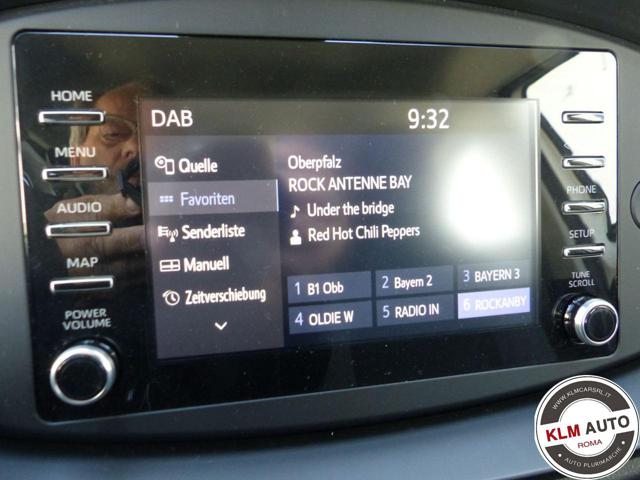 HOME
MENU
AUDIO
MAP
POWER
VOLUME
DAB
9:32
Quelle
Favoriten
Senderliste
Manuell
Zeitverschiebung
Oberpfalz
ROCK ANTENNE BAY
Under the bridge
Red Hot Chili Peppers
1 B1 Obb
2 Bayern 2
3 BAYERN 3
4 OLDIE W
5 RADIO IN
6 ROCKANBY
PHONE
SETUP
TUNE
SCROLL
WWW.KLMCARSRL.IT
KLM AUTO
ROMA
AUTO PLURIMARCHE